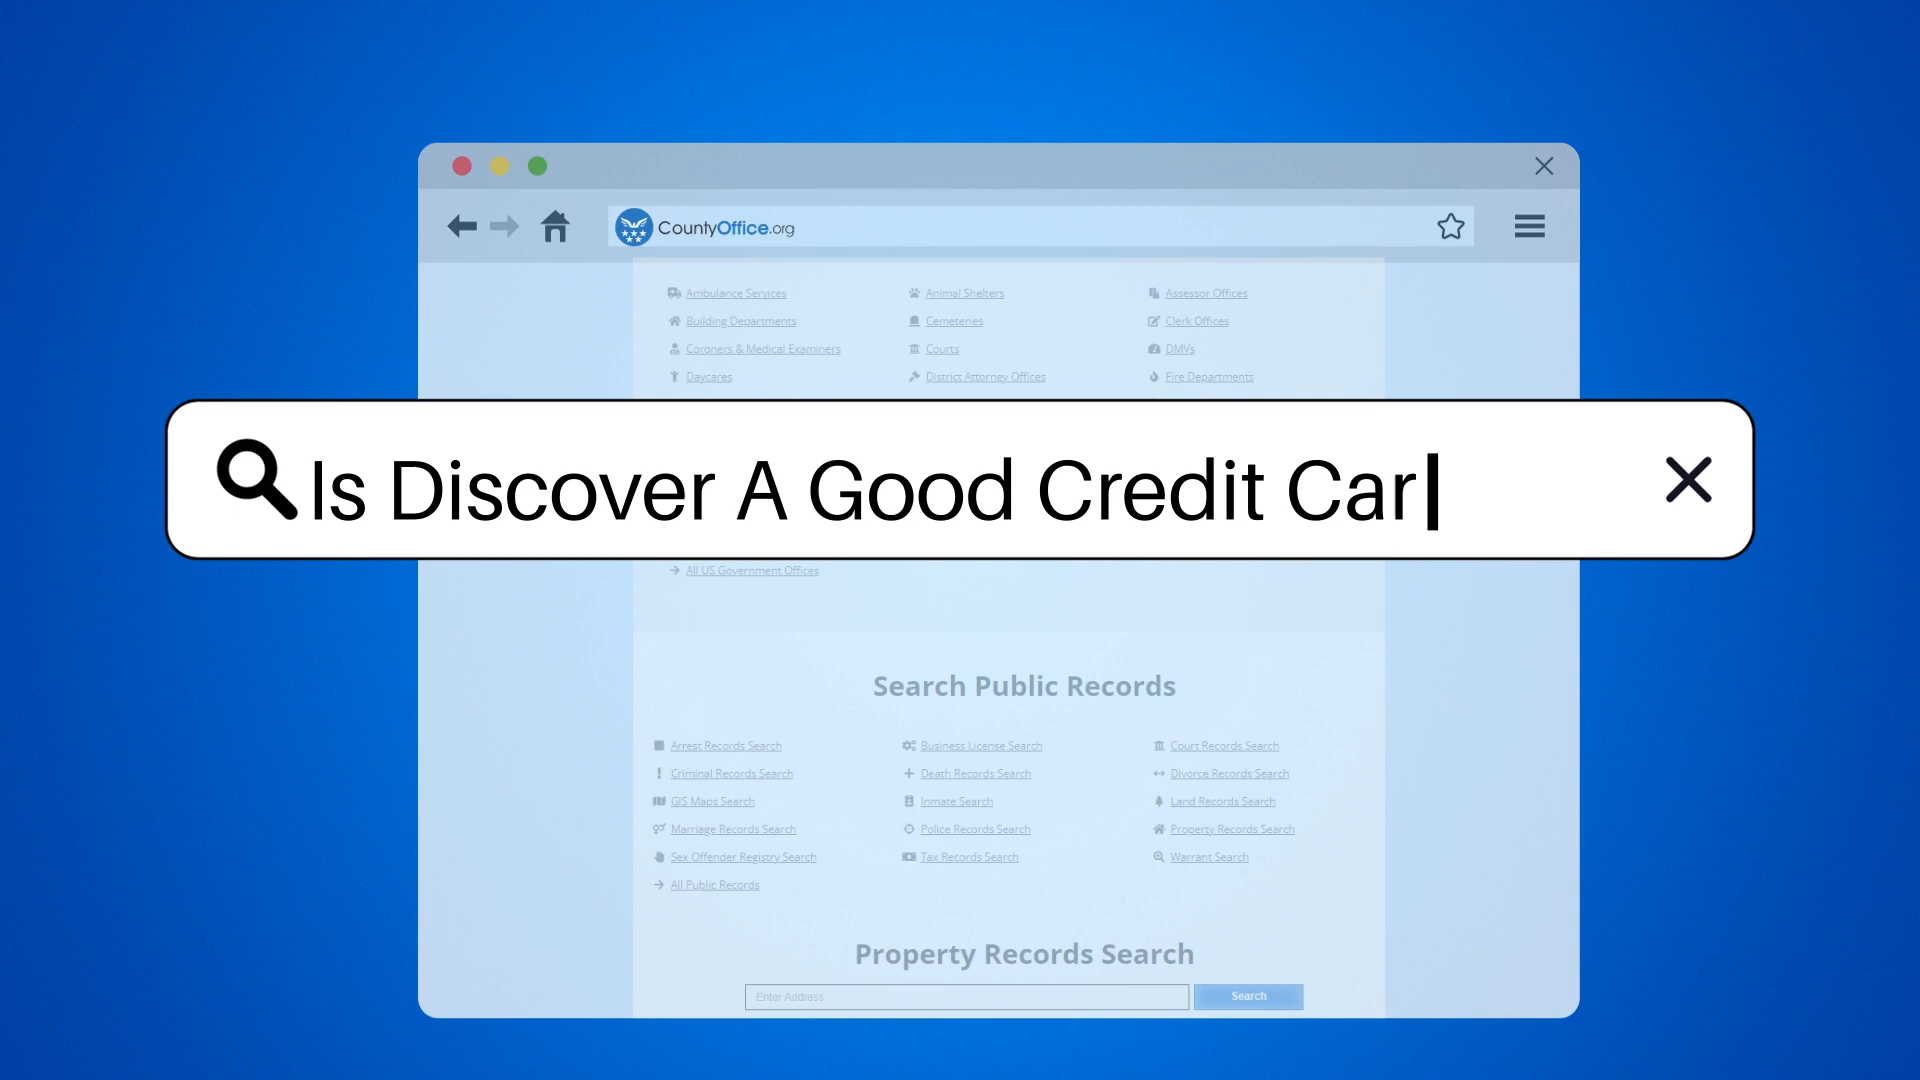 CountyOffice.org
Ambulance Services Animal Shelters Assessor Offices
Building Departments Cemeteries Clerk Offices
Coroners & Medical Examiners Courts DMVs
Daycares District Attorney Offices Fire Departments
Is Discover A Good Credit Car
All US Government Offices
Search Public Records
Arrest Records Search Business License Search Court Records Search
Criminal Records Search Death Records Search Divorce Records Search
GIS Maps Search Inmate Search Land Records Search
Marriage Records Search Police Records Search Property Records Search
Sex Offender Registry Search Tax Records Search Warrant Search
All Public Records
Property Records Search
Enter Address Search